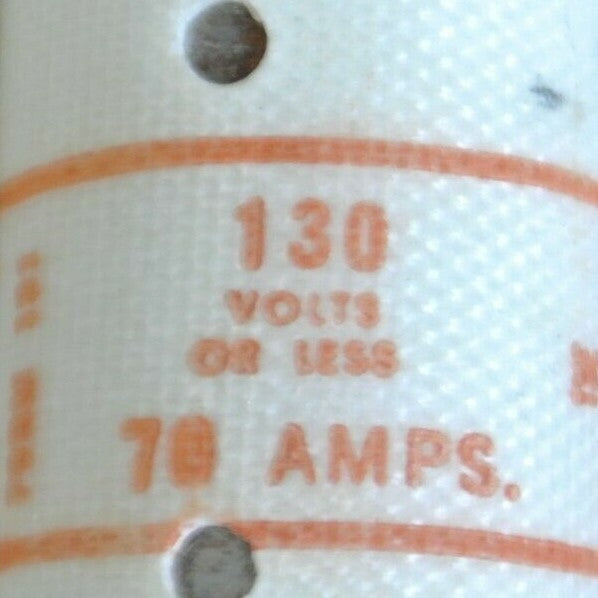 130
VOLTS
OR LESS
70 AMPS.